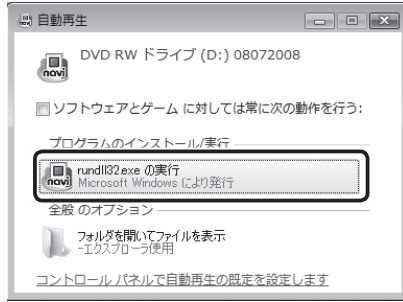 自動再生
DVD RW ドライブ (D:) 08072008
navi
ソフトウェアとゲーム に対しては常に次の動作を行う:
プログラムのインストール/実行
navi
rundll32.exe の実行
Microsoft Windows により発行
全般 のオプション
フォルダを開いてファイルを表示
-エクスプローラ使用
コントロール パネルで自動再生の既定を設定します